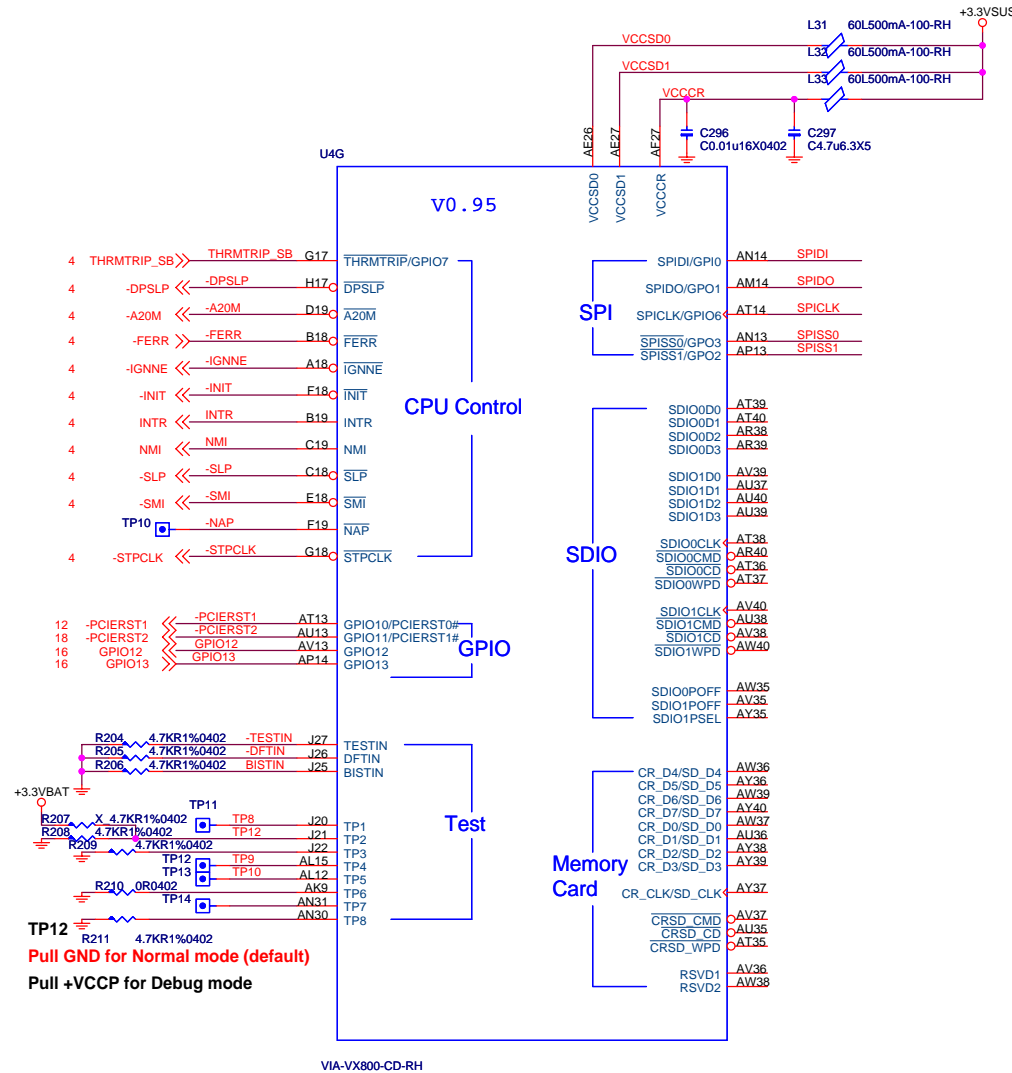 +3.3VSUS
L31 60L500mA-100-RH
VCCSD0
L32 60L500mA-100-RH
VCCSD1
L33 60L500mA-100-RH
VCCCR
C296
C0.01u16X0402
C297
C4.7u6.3X5
AE26
AE27
AF27
U4G
VCCSD0
VCCSD1
VCCCR
V0.95
4 THRMTRIP_SB THRMTRIP_SB G17 THRMTRIP/GPIO7
4 -DPSLP -DPSLP H17 DPSLP
4 -A20M -A20M D19 A20M
4 -FERR -FERR B18 FERR
4 -IGNNE -IGNNE A18 IGNNE
4 -INIT -INIT F18 INIT
4 INTR INTR B19 INTR
4 NMI NMI C19 NMI
4 -SLP -SLP C18 SLP
4 -SMI -SMI E18 SMI
TP10 -NAP F19 NAP
4 -STPCLK -STPCLK G18 STPCLK
CPU Control
12 -PCIERST1 -PCIERST1 AT13 GPIO10/PCIERST0#
18 -PCIERST2 -PCIERST2 AU13 GPIO11/PCIERST1#
16 GPIO12 GPIO12 AV13 GPIO12
16 GPIO13 GPIO13 AP14 GPIO13
GPIO
R204 4.7KR1%0402 -TESTIN J27 TESTIN
R205 4.7KR1%0402 -DFTIN J26 DFTIN
R206 4.7KR1%0402 BISTIN J25 BISTIN
+3.3VBAT
TP11 TP8 J20 TP1
R207 X_4.7KR1%0402
R208 4.7KR1%0402 TP12 J21 TP2
R209 4.7KR1%0402 J22 TP3
TP12 TP9 AL15 TP4
TP13 TP10 AL12 TP5
R210 0R0402 AK9 TP6
TP14 AN31 TP7
R211 4.7KR1%0402 AN30 TP8
Test
TP12
Pull GND for Normal mode (default)
Pull +VCCP for Debug mode
SPIDI/GPI0 AN14 SPIDI
SPIDO/GPO1 AM14 SPIDO
SPICLK/GPIO6 AT14 SPICLK
SPISS0/GPO3 AN13 SPISS0
SPISS1/GPO2 AP13 SPISS1
SPI
SDIO0D0 AT39
SDIO0D1 AT40
SDIO0D2 AR38
SDIO0D3 AR39
SDIO1D0 AV39
SDIO1D1 AU37
SDIO1D2 AU40
SDIO1D3 AU39
SDIO0CLK AT38
SDIO0CMD AR40
SDIO0CD AT36
SDIO0WPD AT37
SDIO1CLK AV40
SDIO1CMD AU38
SDIO1CD AV38
SDIO1WPD AW40
SDIO0POFF AW35
SDIO1POFF AV35
SDIO1PSEL AY35
SDIO
CR_D4/SD_D4 AW36
CR_D5/SD_D5 AY36
CR_D6/SD_D6 AW39
CR_D7/SD_D7 AY40
CR_D0/SD_D0 AW37
CR_D1/SD_D1 AU36
CR_D2/SD_D2 AY38
CR_D3/SD_D3 AY39
CR_CLK/SD_CLK AY37
CRSD_CMD AV37
CRSD_CD AU35
CRSD_WPD AT35
RSVD1 AV36
RSVD2 AW38
Memory
Card
VIA-VX800-CD-RH